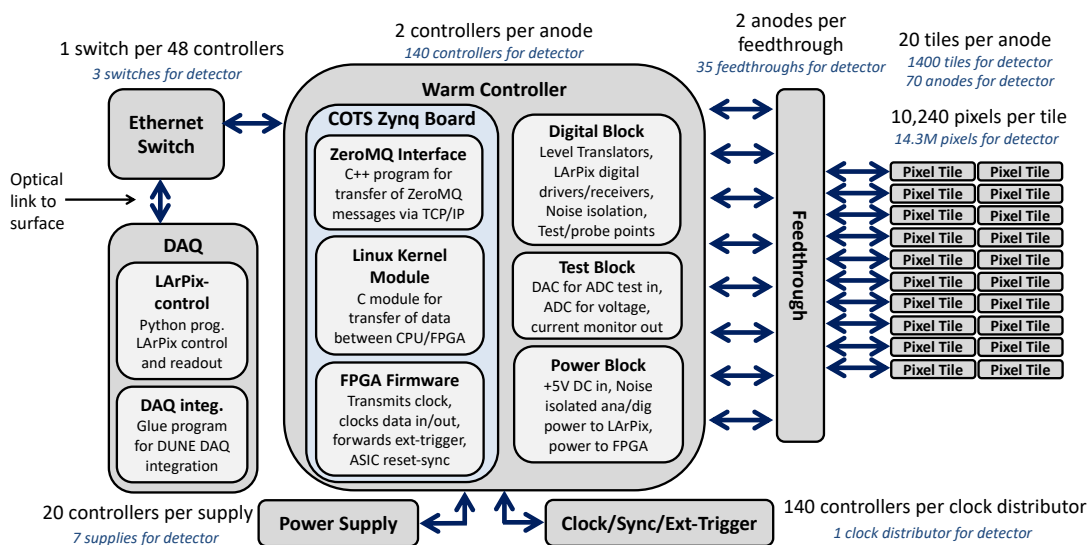 1 switch per 48 controllers
3 switches for detector
2 controllers per anode
140 controllers for detector
2 anodes per
feedthrough
35 feedthroughs for detector
20 tiles per anode
1400 tiles for detector
70 anodes for detector
10,240 pixels per tile
14.3M pixels for detector
Ethernet
Switch
Optical
link to
surface
DAQ
LArPix-
control
Python prog.
LArPix control
and readout
DAQ integ.
Glue program
for DUNE DAQ
integration
Warm Controller
COTS Zynq Board
ZeroMQ Interface
C++ program for
transfer of ZeroMQ
messages via TCP/IP
Linux Kernel
Module
C module for
transfer of data
between CPU/FPGA
FPGA Firmware
Transmits clock,
clocks data in/out,
forwards ext-trigger,
ASIC reset-sync
Digital Block
Level Translators,
LArPix digital
drivers/receivers,
Noise isolation,
Test/probe points
Test Block
DAC for ADC test in,
ADC for voltage,
current monitor out
Power Block
+5V DC in, Noise
isolated ana/dig
power to LArPix,
power to FPGA
Feedthrough
Pixel Tile Pixel Tile
Pixel Tile Pixel Tile
Pixel Tile Pixel Tile
Pixel Tile Pixel Tile
Pixel Tile Pixel Tile
Pixel Tile Pixel Tile
Pixel Tile Pixel Tile
Pixel Tile Pixel Tile
Pixel Tile Pixel Tile
Pixel Tile Pixel Tile
20 controllers per supply
7 supplies for detector
Power Supply
Clock/Sync/Ext-Trigger
140 controllers per clock distributor
1 clock distributor for detector